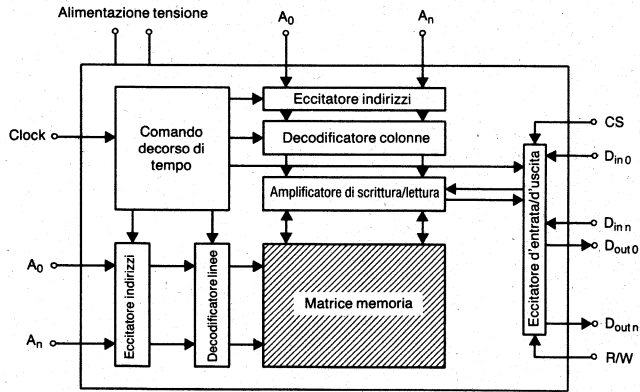 Alimentazione tensione
A0
An
Eccitatore indirizzi
Comando
decorso di
tempo
Decodificatore colonne
Clock
CS
Din 0
Amplificatore di scrittura/lettura
Eccitatore d'entrata/d'uscita
Din n
Dout 0
A0
Eccitatore indirizzi
Decodificatore linee
Matrice memoria
An
Dout n
R/W